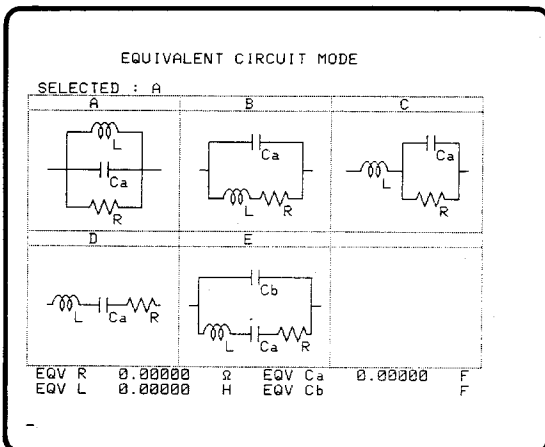 EQUIVALENT CIRCUIT MODE
SELECTED : A
A B C
L
Ca
R
Ca
L R
Ca
L R
D E
L Ca R
Cb
L Ca R
EQV R 0.00000 Ω EQV Ca 0.00000 F
EQV L 0.00000 H EQV Cb F